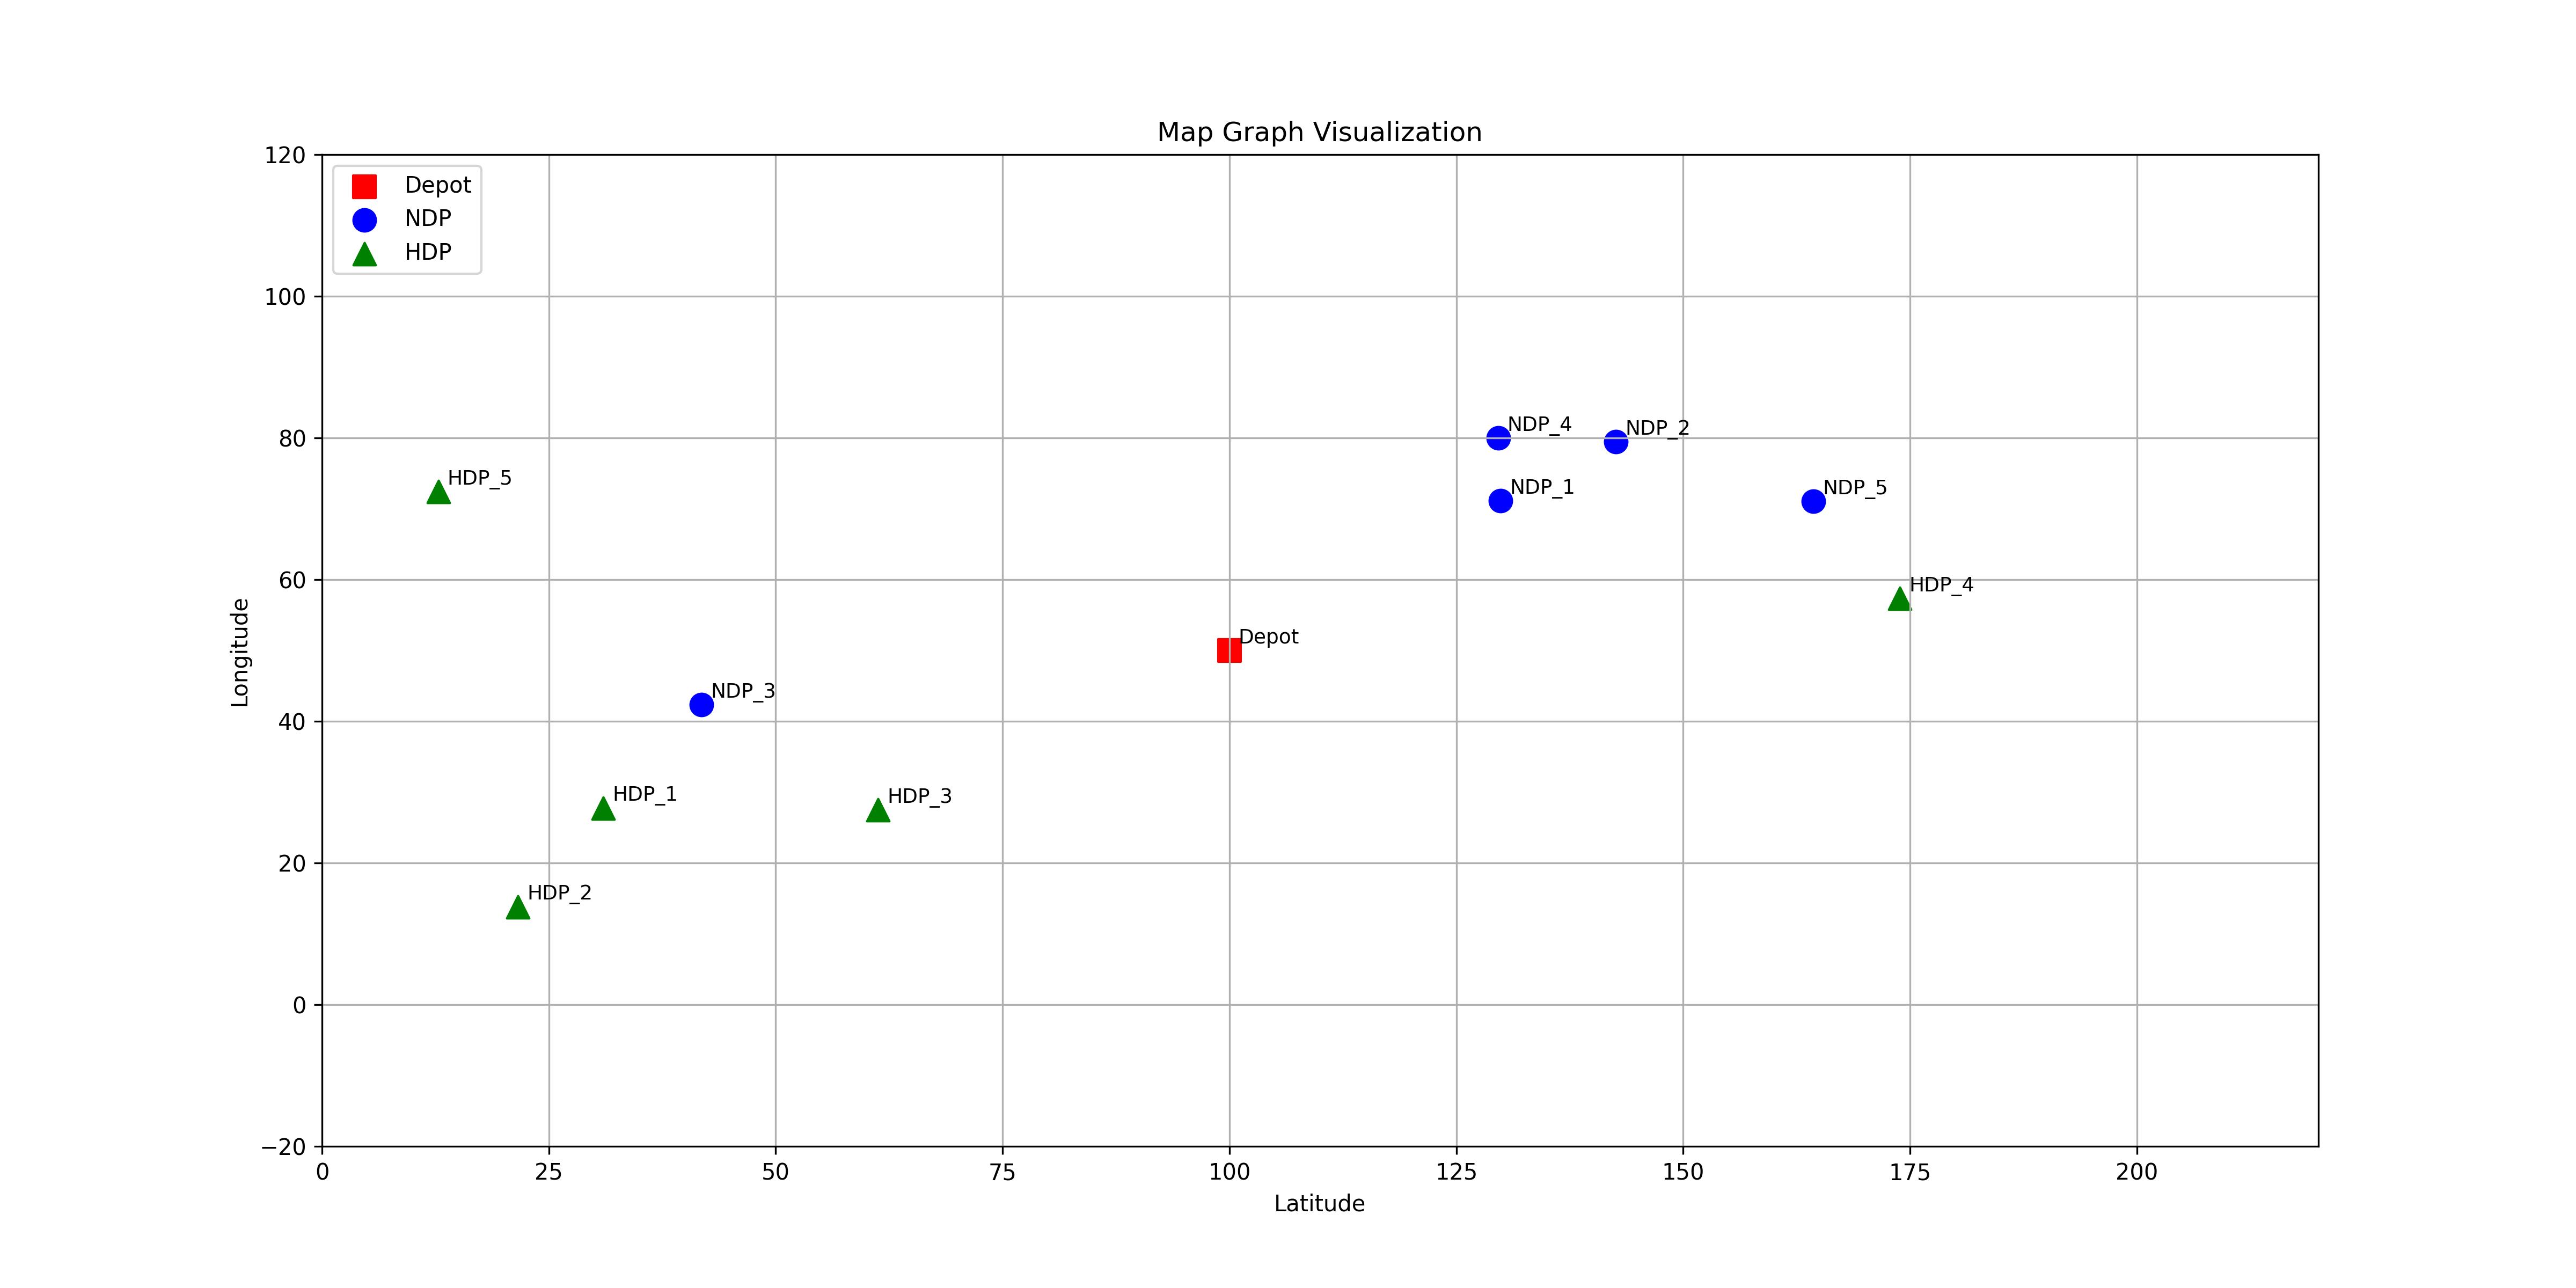 Map Graph Visualization
Depot
NDP
HDP
120
100
80
60
40
20
0
−20
Longitude
NDP_4
NDP_2
HDP_5
NDP_1
NDP_5
HDP_4
Depot
NDP_3
HDP_1
HDP_3
HDP_2
0 25 50 75 100 125 150 175 200
Latitude